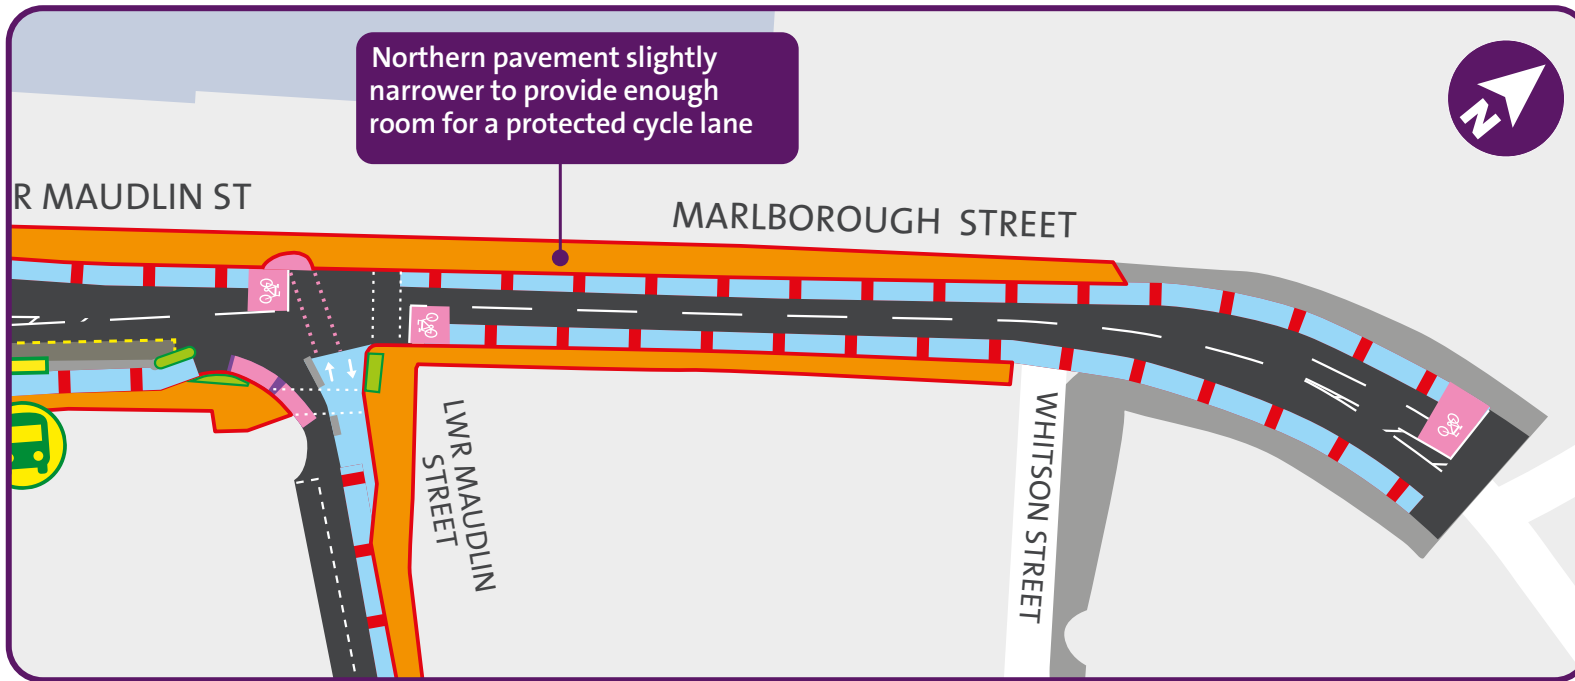 Northern pavement slightly
narrower to provide enough
room for a protected cycle lane
N
R MAUDLIN ST
MARLBOROUGH STREET
LWR MAUDLIN
STREET
WHITSON STREET